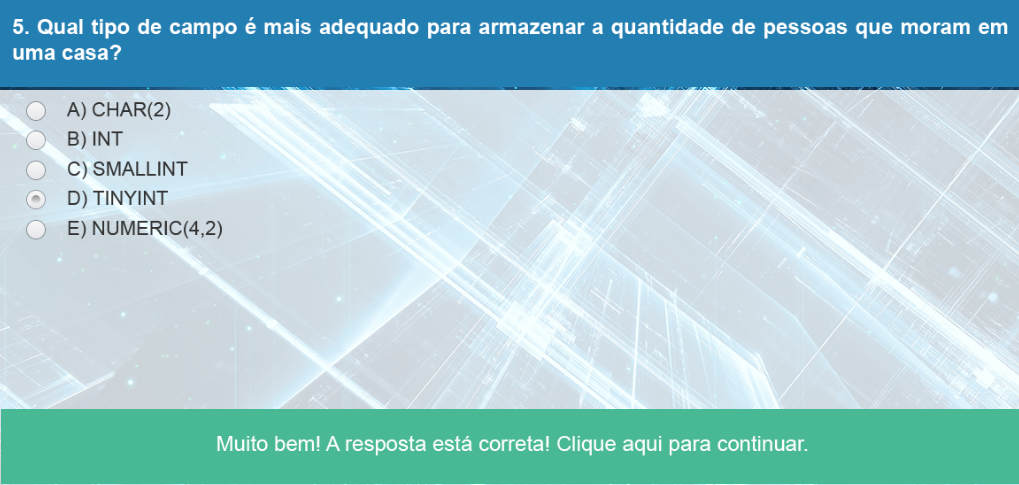 5. Qual tipo de campo é mais adequado para armazenar a quantidade de pessoas que moram em
uma casa?
A) CHAR(2)
B) INT
C) SMALLINT
D) TINYINT
E) NUMERIC(4,2)
Muito bem! A resposta está correta! Clique aqui para continuar.